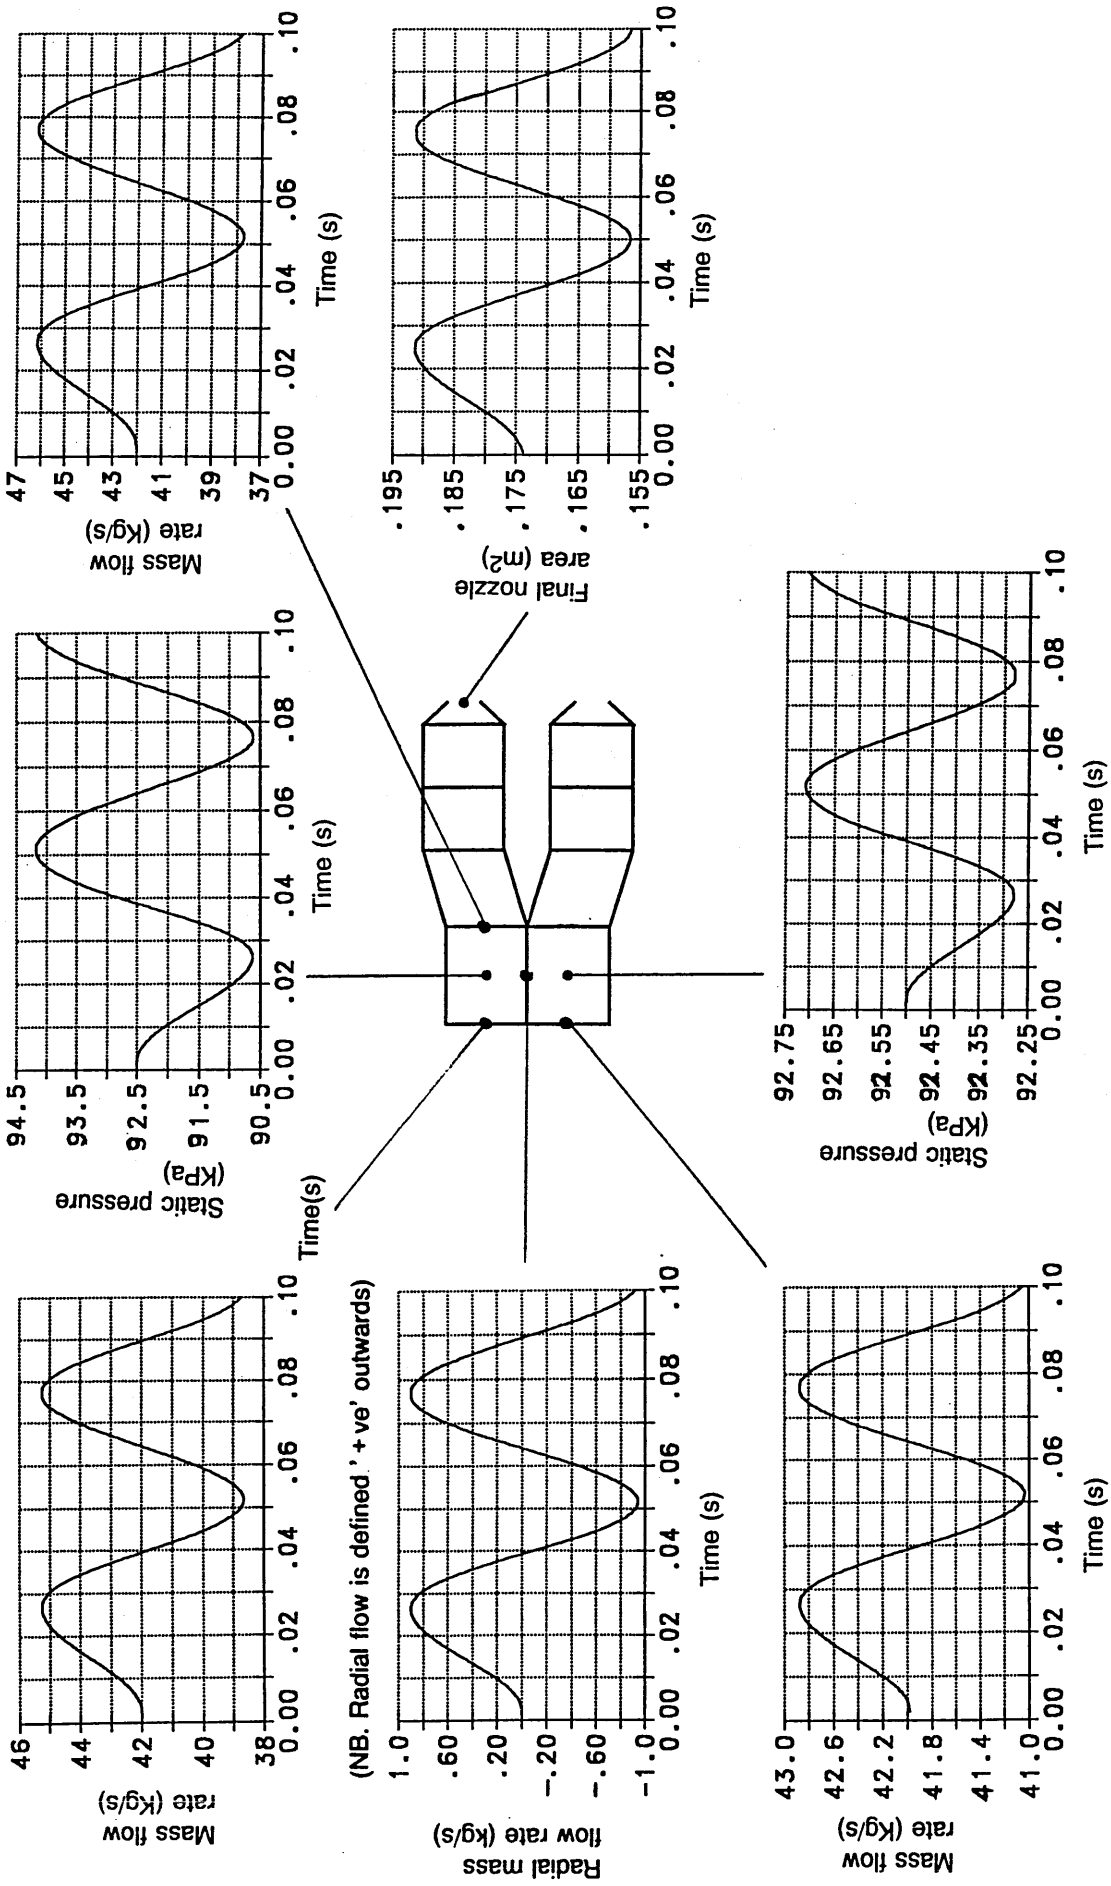 46
44
42
40
38
Mass flow
rate (Kg/s)
0.00 .02 .04 .06 .08 .10
Time(s)
94.5
93.5
92.5
91.5
90.5
Static pressure
(KPa)
0.00 .02 .04 .06 .08 .10
Time (s)
47
45
43
41
39
37
Mass flow
rate (Kg/s)
0.00 .02 .04 .06 .08 .10
Time (s)
(NB. Radial flow is defined '+ve' outwards)
1.0
.60
.20
-.20
-.60
-1.0
Radial mass
flow rate (kg/s)
0.00 .02 .04 .06 .08 .10
Time (s)
.195
.185
.175
.165
.155
Final nozzle
area (m²)
0.00 .02 .04 .06 .08 .10
Time (s)
43.0
42.6
42.2
41.8
41.4
41.0
Mass flow
rate (Kg/s)
0.00 .02 .04 .06 .08 .10
Time (s)
92.75
92.65
92.55
92.45
92.35
92.25
Static pressure
(KPa)
0.00 .02 .04 .06 .08 .10
Time (s)